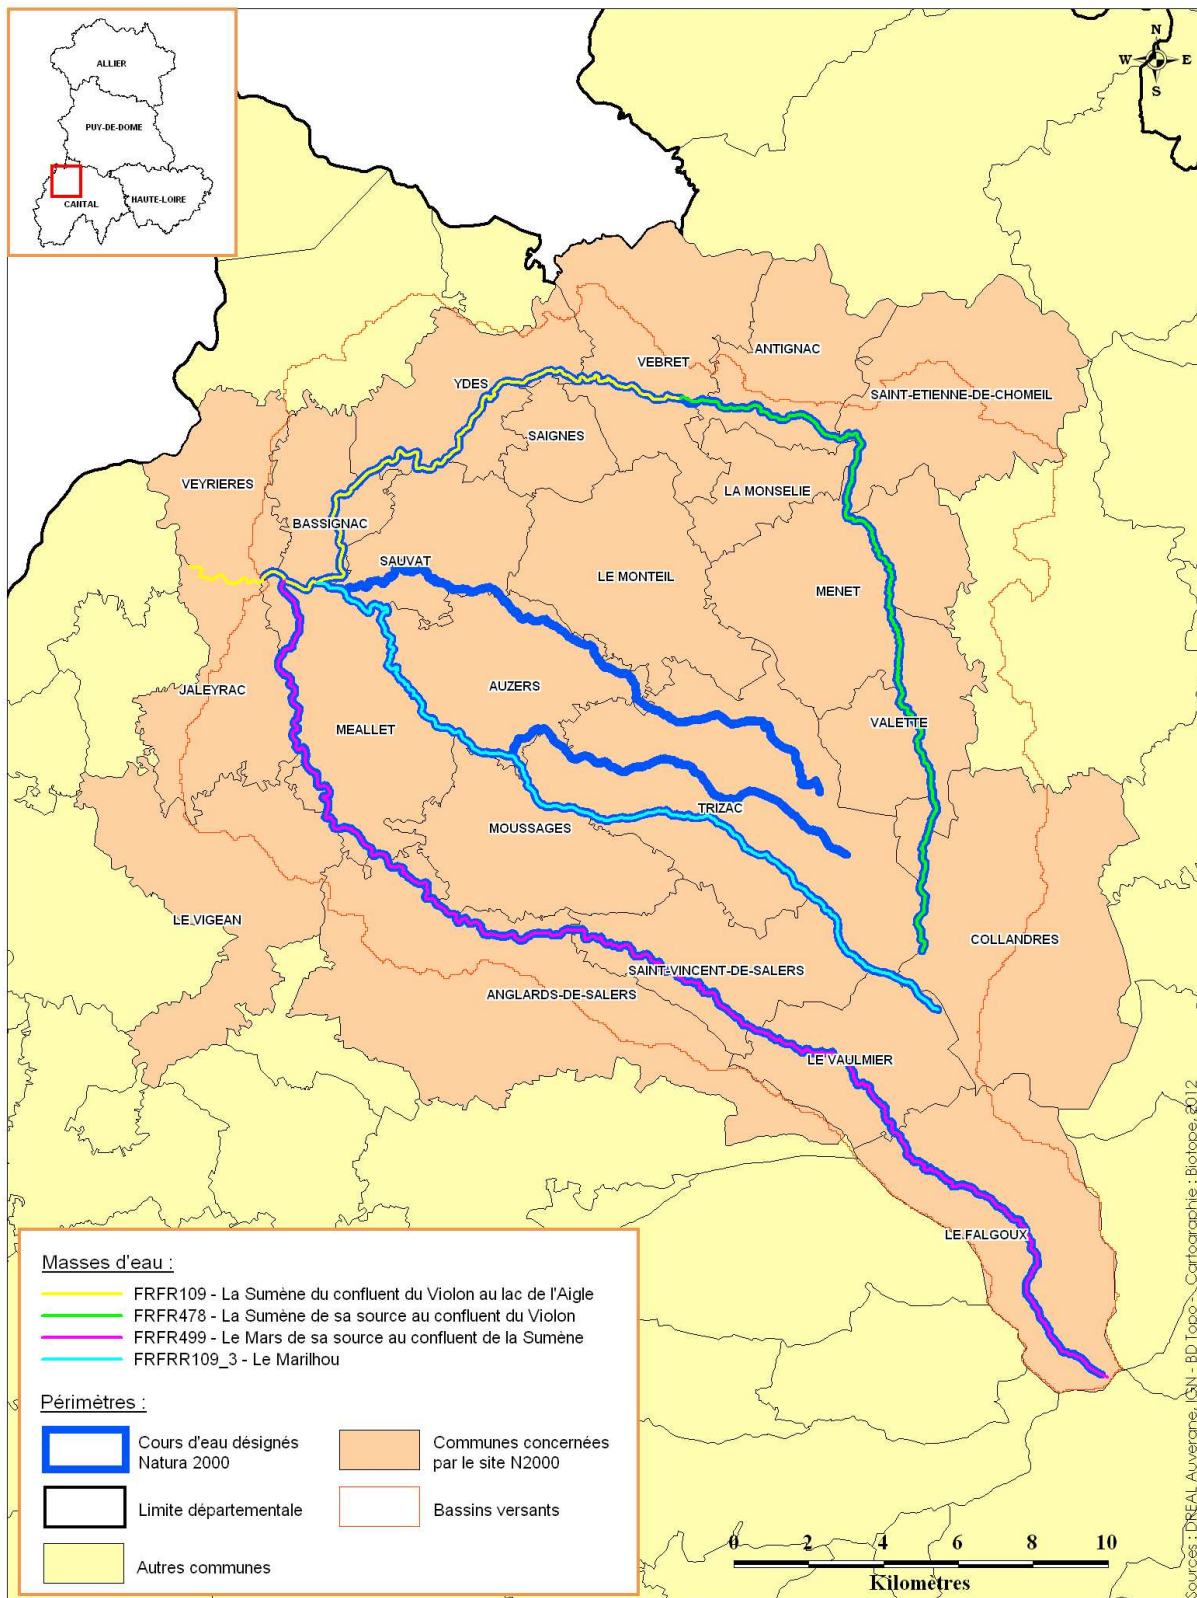 ALLIER
PUY-DE-DOME
CANTAL
HAUTE-LOIRE
N
W
E
S
ANTIGNAC
VEBRET
YDES
SAINT-ETIENNE-DE-CHOMEIL
SAIGNES
VEYRIERES
LA MONSELIE
BASSIGNAC
SAUVAT
LE MONTEIL
MENET
JALEYRAC
AUZERS
MEALLET
VALETTE
TRIZAC
MOUSSAGES
LE VIGEAN
COLLANDRES
SAINT-VINCENT-DE-SALERS
ANGLARDS-DE-SALERS
LE VAULMIER
LE FALGOUX
Masses d'eau :
FRFR109 - La Sumène du confluent du Violon au lac de l'Aigle
FRFR478 - La Sumène de sa source au confluent du Violon
FRFR499 - Le Mars de sa source au confluent de la Sumène
FRFRR109_3 - Le Marilhou
Périmètres :
Cours d'eau désignés
Natura 2000
Communes concernées
par le site N2000
Limite départementale
Bassins versants
Autres communes
0 2 4 6 8 10
Kilomètres
Sources : DREAL Auvergne, IGN - BD Topo - Cartographie : Biotope, 2012